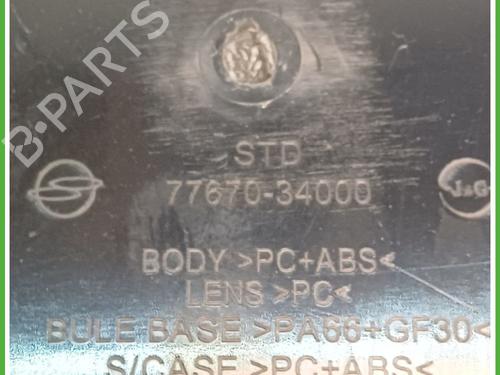 B-PARTS
STD
77670-34000
J&G
BODY >PC+ABS<
LENS >PC<
BULE BASE >PA66+GF30<
S/CASE >PC+ABS<